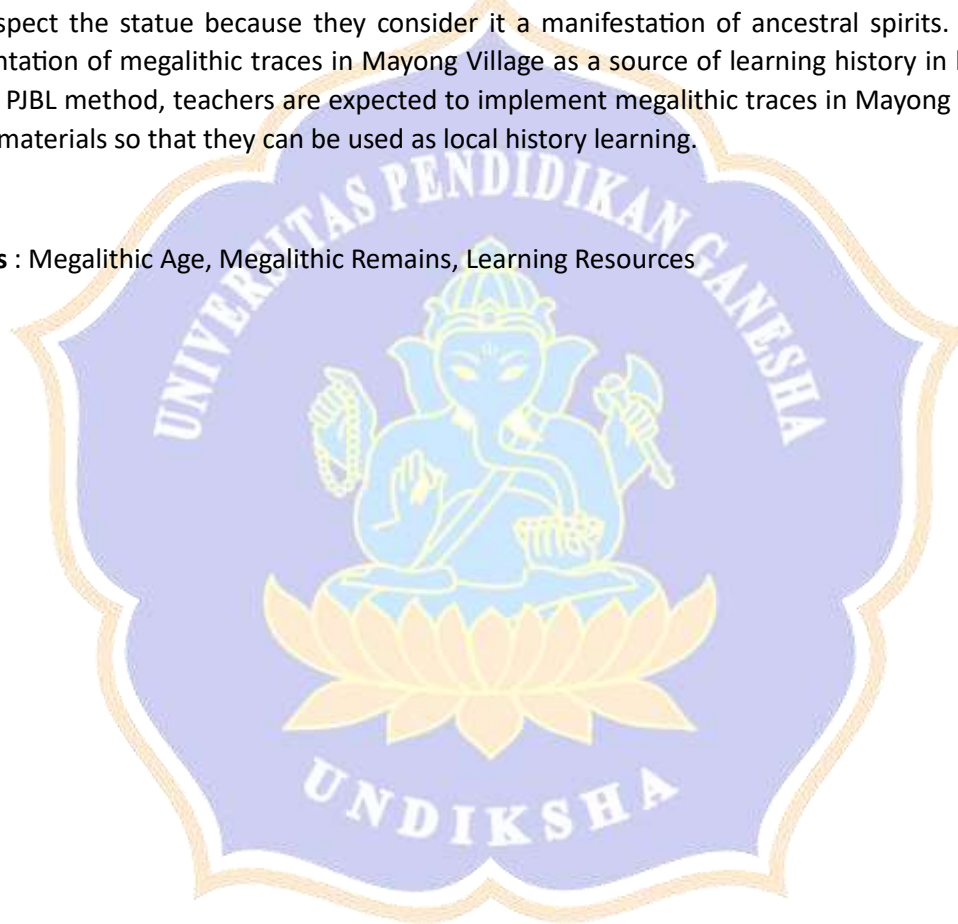 spect the statue because they consider it a manifestation of ancestral spirits.
ntation of megalithic traces in Mayong Village as a source of learning history in
PJBL method, teachers are expected to implement megalithic traces in Mayong
materials so that they can be used as local history learning.
s : Megalithic Age, Megalithic Remains, Learning Resources
UNIVERSITAS PENDIDIKAN GANESHA
UNDIKSHA